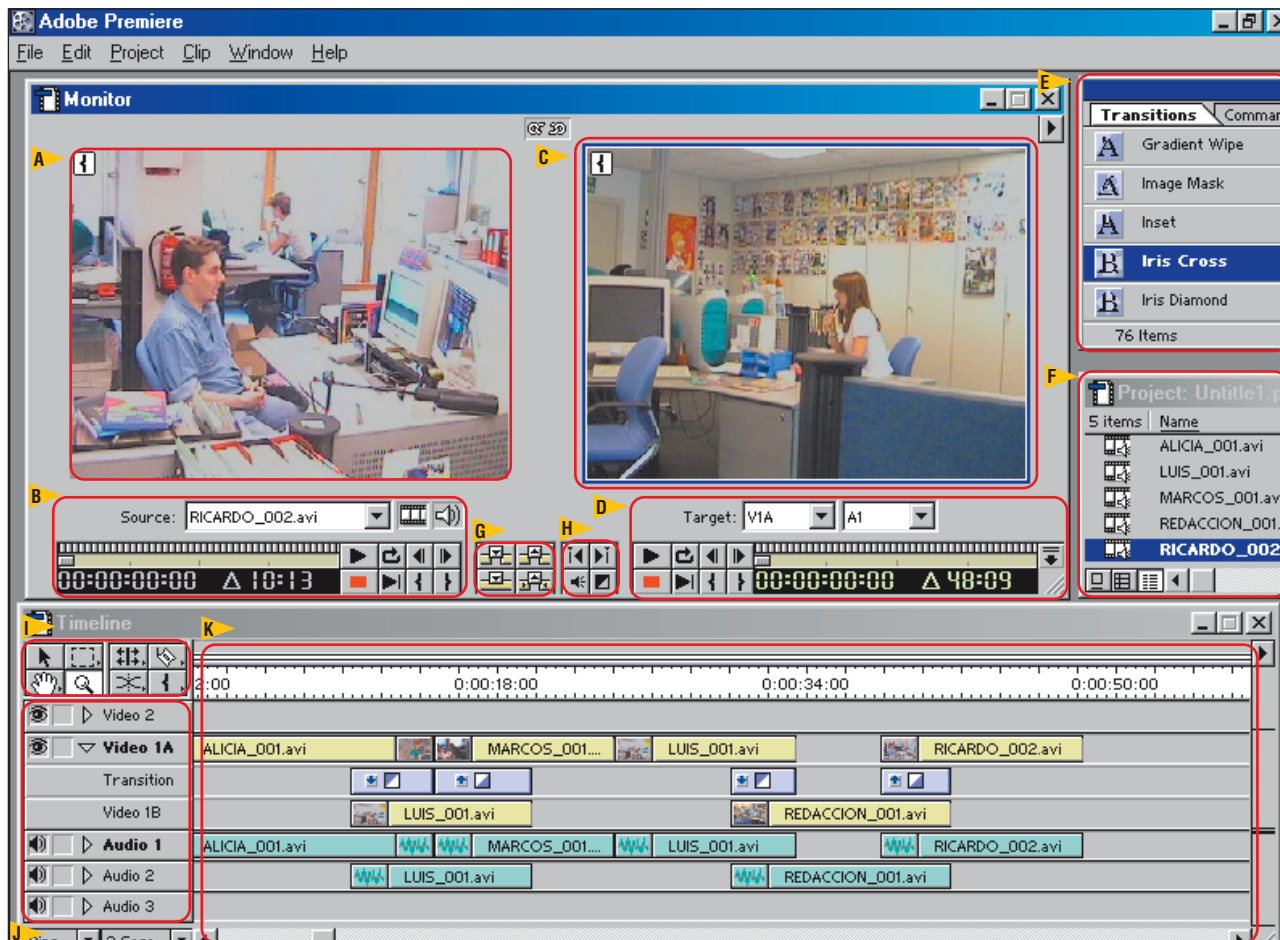 Adobe Premiere
File Edit Project Clip Window Help
E
Monitor
Transitions
A
C
Gradient Wipe
Image Mask
Inset
Iris Cross
Iris Diamond
76 Items
F
Project: Untitle1.p
5 items Name
ALICIA_001.avi
LUIS_001.avi
MARCOS_001.av
REDACCION_001.
RICARDO_002
B
Source: RICARDO_002.avi
G
H
D
Target: V1A A1
00:00:00:00 Δ 10:13
00:00:00:00 Δ 48:09
I
Timeline
K
2:00 0:00:18:00 0:00:34:00 0:00:50:00
Video 2
Video 1A ALICIA_001.avi MARCOS_001.... LUIS_001.avi RICARDO_002.avi
Transition
Video 1B LUIS_001.avi REDACCION_001.avi
Audio 1 ALICIA_001.avi MARCOS_001.... LUIS_001.avi RICARDO_002.avi
Audio 2 LUIS_001.avi REDACCION_001.avi
Audio 3
J